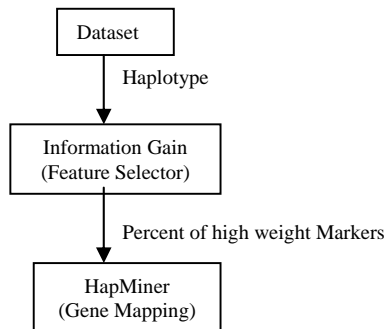 Dataset
Haplotype
Information Gain
(Feature Selector)
Percent of high weight Markers
HapMiner
(Gene Mapping)